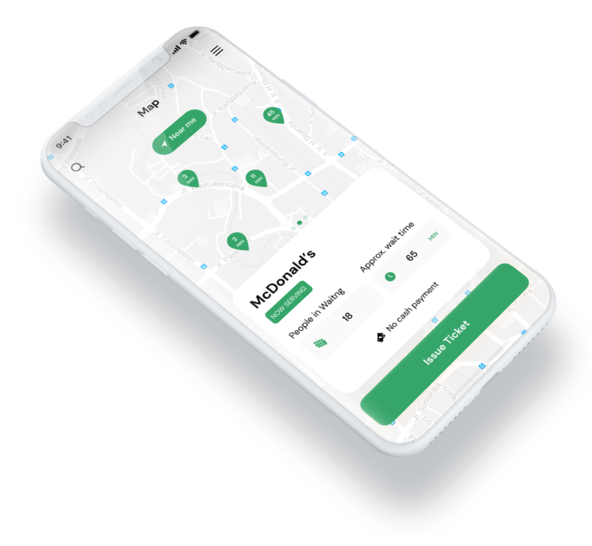 9:41
Map
Near me
45
MIN
2
MIN
11
MIN
2
MIN
McDonald's
NOW SERVING
People in Waitng
18
Approx. wait time
65 MIN
No cash payment
Issue Ticket